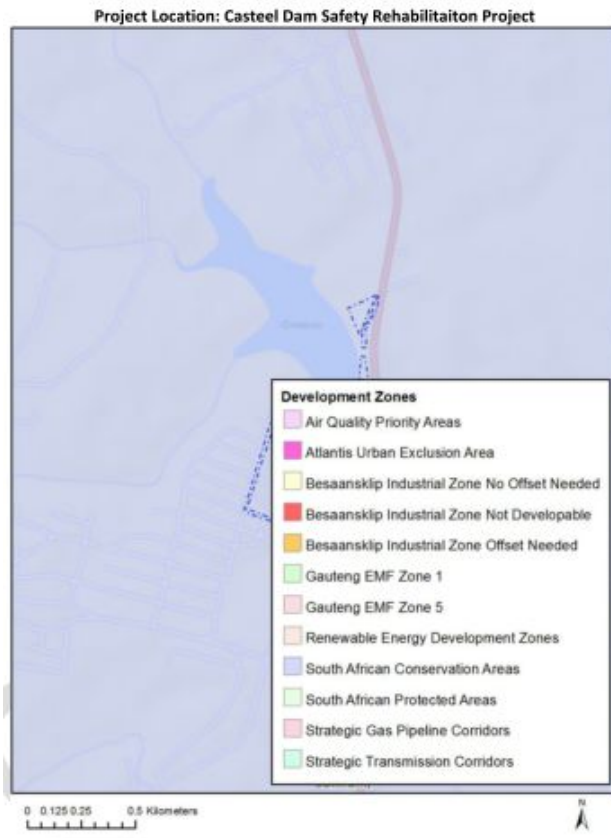 Project Location: Casteel Dam Safety Rehabilitaiton Project
Development Zones
Air Quality Priority Areas
Atlantis Urban Exclusion Area
Besaansklip Industrial Zone No Offset Needed
Besaansklip Industrial Zone Not Developable
Besaansklip Industrial Zone Offset Needed
Gauteng EMF Zone 1
Gauteng EMF Zone 5
Renewable Energy Development Zones
South African Conservation Areas
South African Protected Areas
Strategic Gas Pipeline Corridors
Strategic Transmission Corridors
0 0.125 0.25 0.5 Kilometers
N